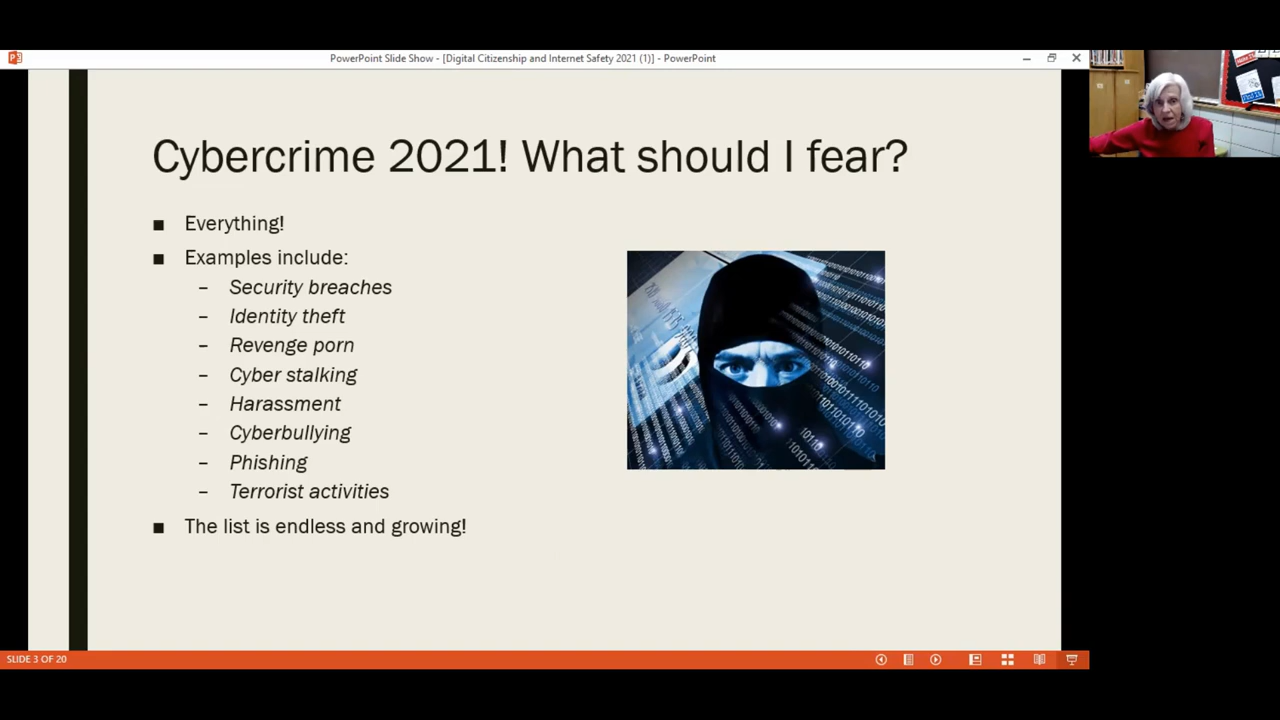 PowerPoint Slide Show - [Digital Citizenship and Internet Safety 2021 (1)] - PowerPoint
Cybercrime 2021! What should I fear?
■ Everything!
■ Examples include:
– Security breaches
– Identity theft
– Revenge porn
– Cyber stalking
– Harassment
– Cyberbullying
– Phishing
– Terrorist activities
■ The list is endless and growing!
SLIDE 3 OF 20